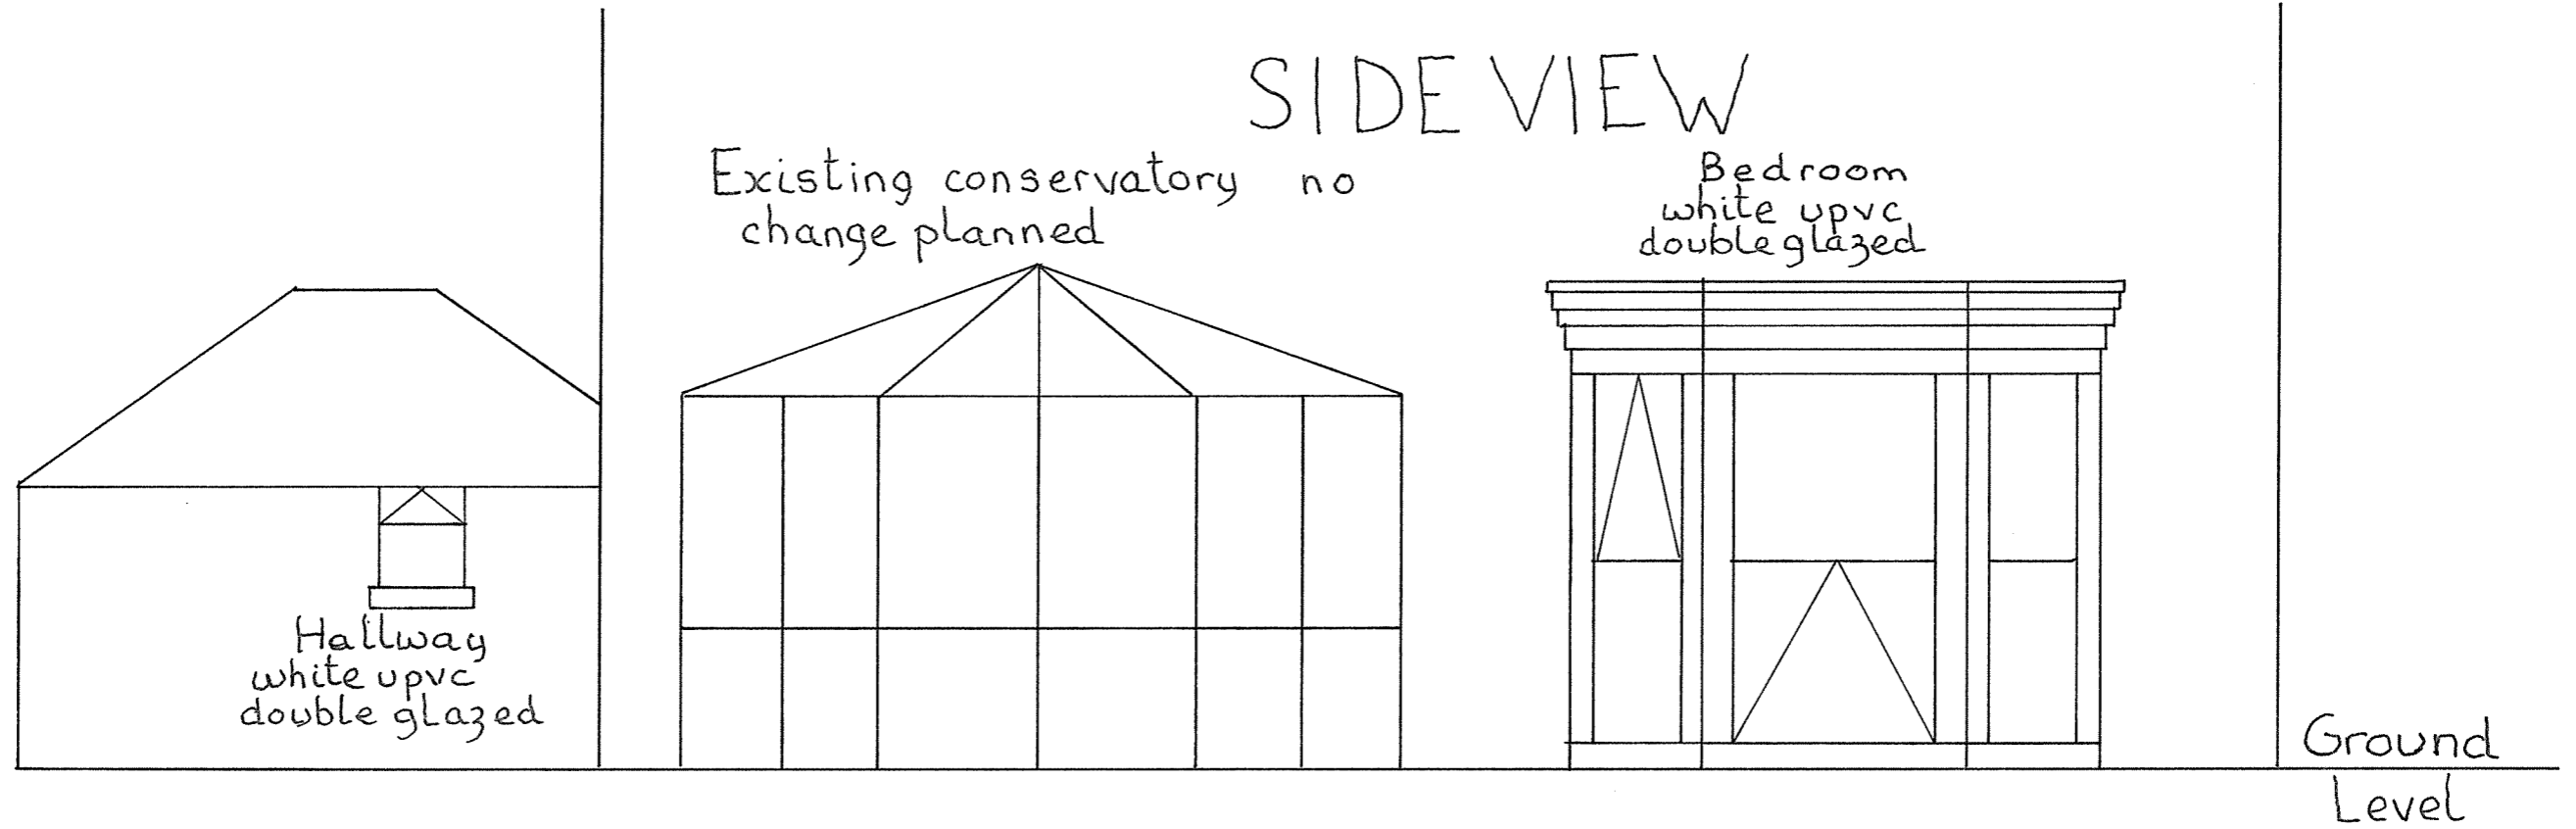 SIDE VIEW
Existing conservatory no
change planned
Bedroom
white upvc
double glazed
Hallway
white upvc
double glazed
Ground
Level